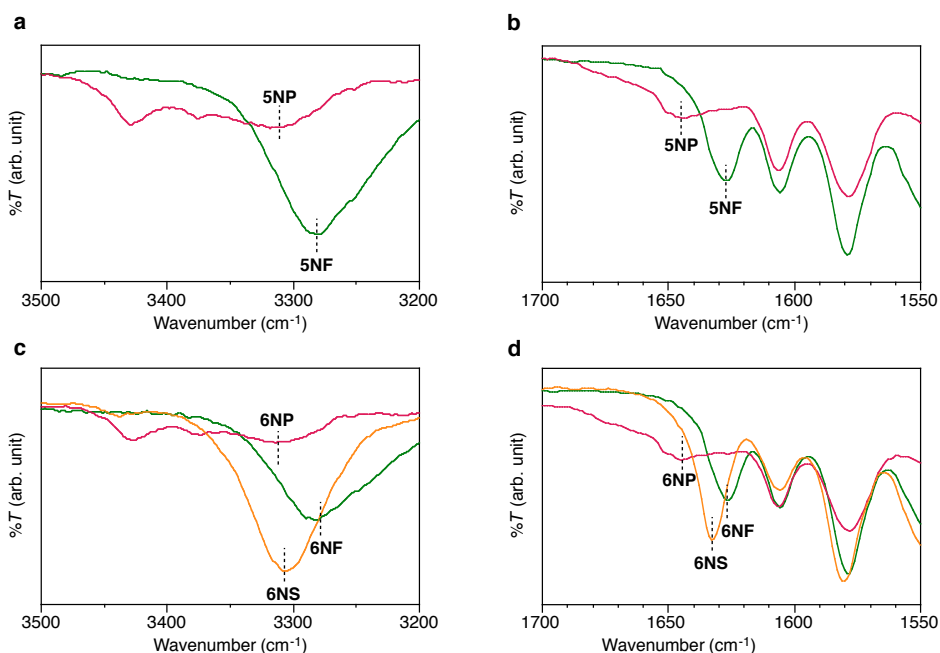 a
%T (arb. unit)
5NP
5NF
3500 3400 3300 3200
Wavenumber (cm⁻¹)
b
%T (arb. unit)
5NP
5NF
1700 1650 1600 1550
Wavenumber (cm⁻¹)
c
%T (arb. unit)
6NP
6NF
6NS
3500 3400 3300 3200
Wavenumber (cm⁻¹)
d
%T (arb. unit)
6NP
6NF
6NS
1700 1650 1600 1550
Wavenumber (cm⁻¹)